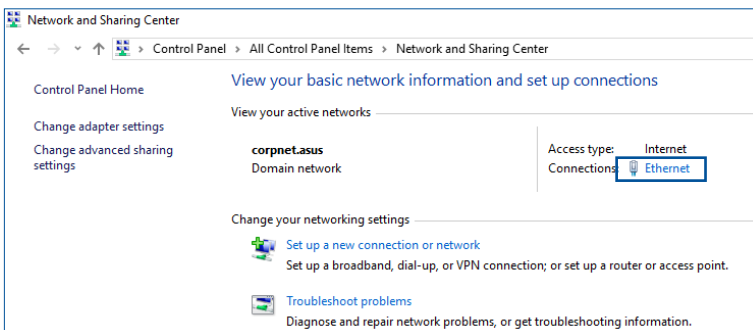 Network and Sharing Center
Control Panel > All Control Panel Items > Network and Sharing Center
Control Panel Home
Change adapter settings
Change advanced sharing
settings
View your basic network information and set up connections
View your active networks
corpnet.asus
Domain network
Access type: Internet
Connections: Ethernet
Change your networking settings
Set up a new connection or network
Set up a broadband, dial-up, or VPN connection; or set up a router or access point.
Troubleshoot problems
Diagnose and repair network problems, or get troubleshooting information.